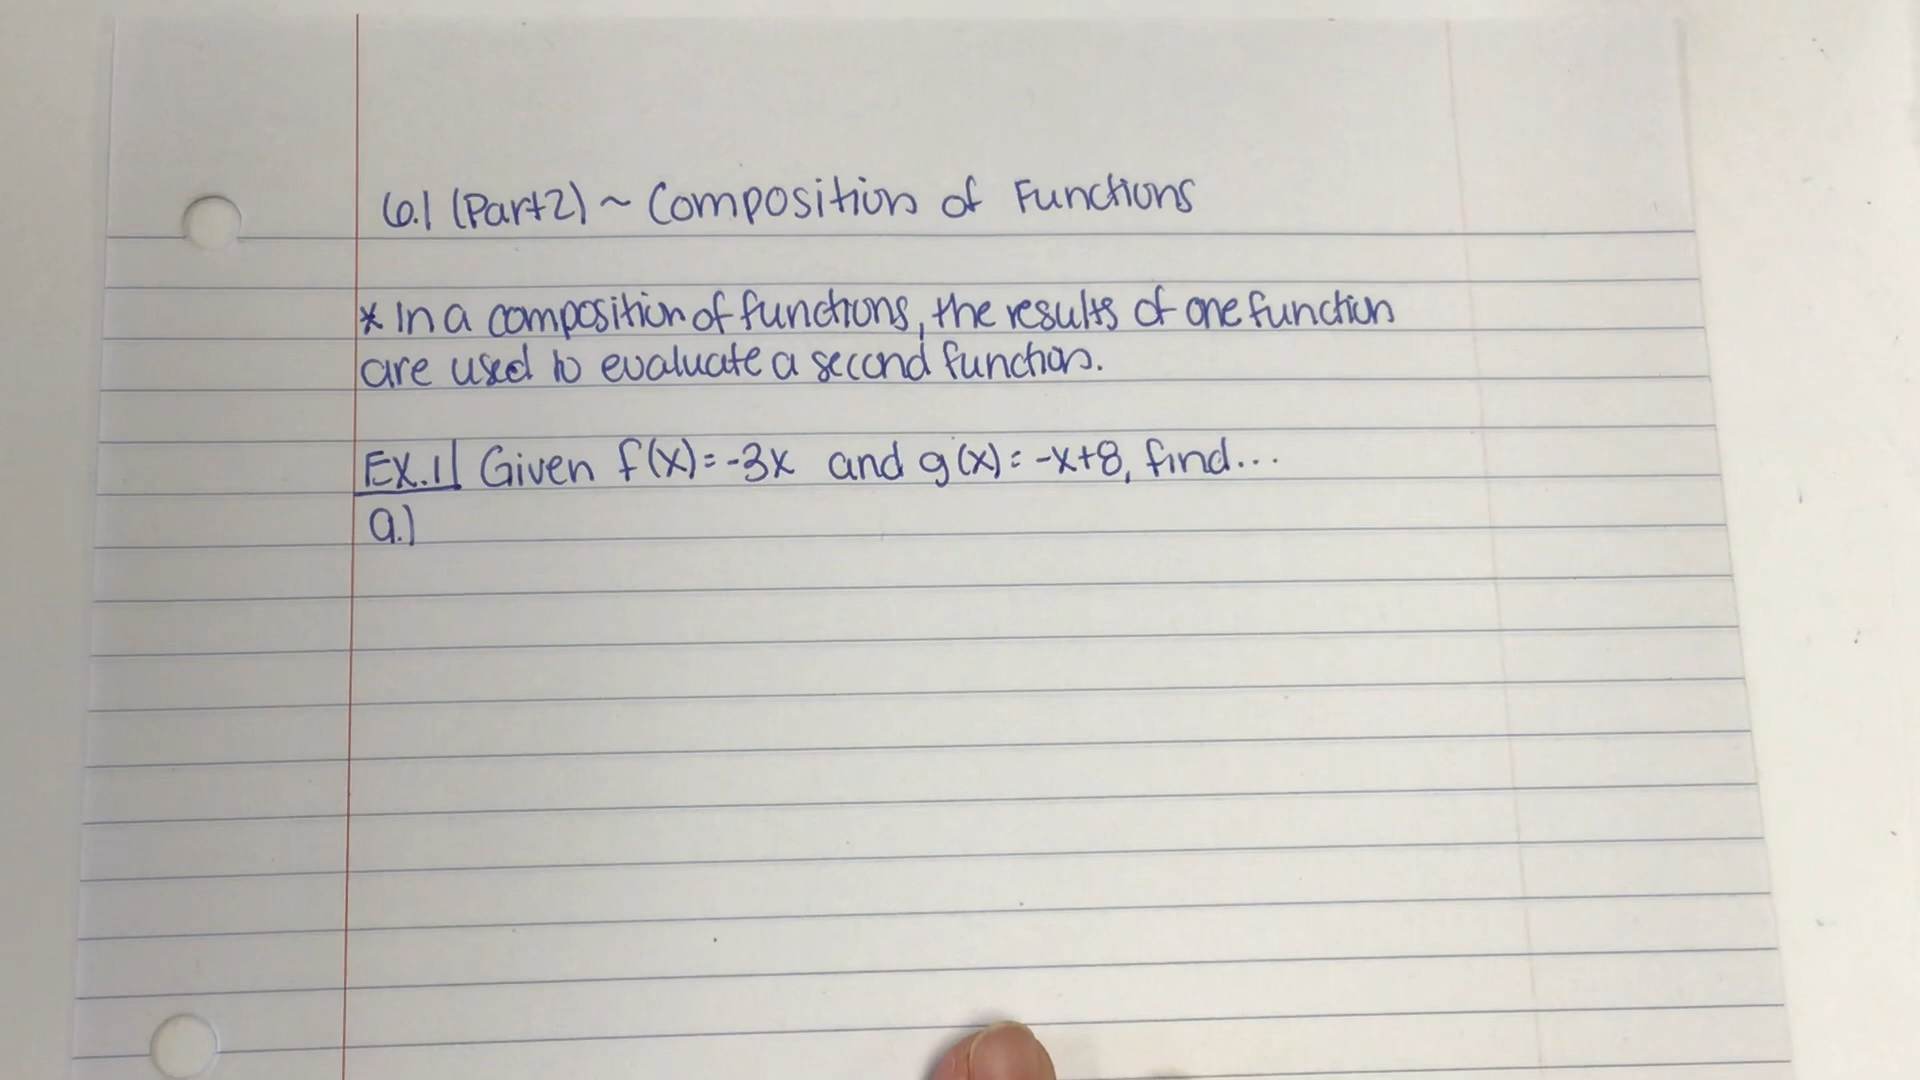 6.1 (Part 2) ~ Composition of Functions
* In a composition of functions, the results of one function
are used to evaluate a second function.
Ex.1 Given f(x)=-3x and g(x)=-x+8, find...
a.)